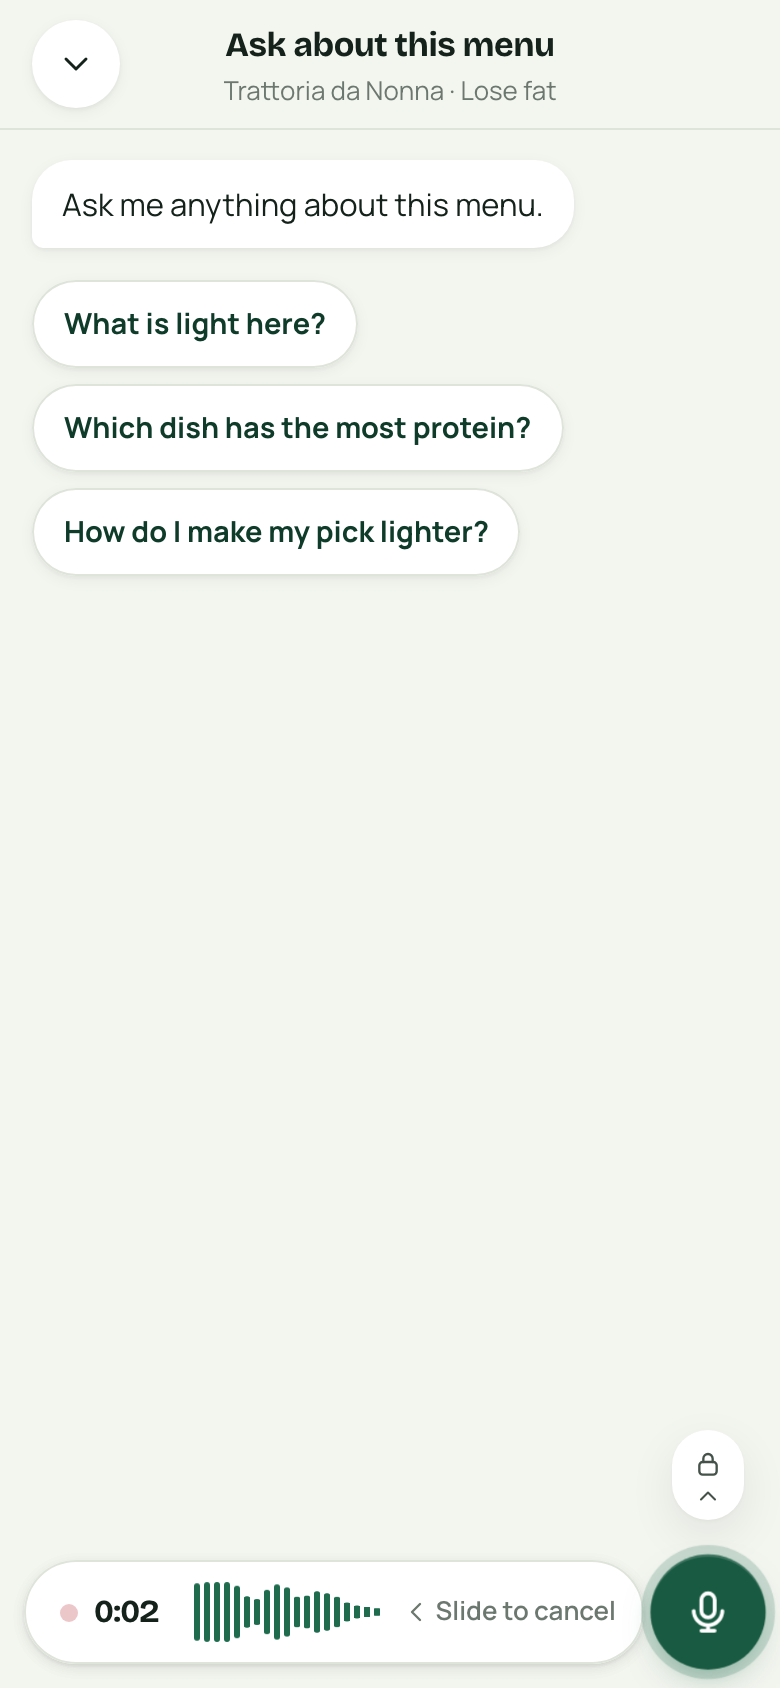 Ask about this menu
Trattoria da Nonna · Lose fat
Ask me anything about this menu.
What is light here?
Which dish has the most protein?
How do I make my pick lighter?
0:02
Slide to cancel